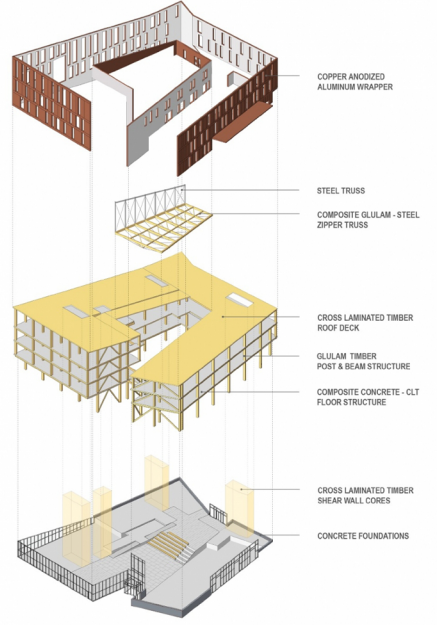 COPPER ANODIZED
ALUMINUM WRAPPER
STEEL TRUSS
COMPOSITE GLULAM - STEEL
ZIPPER TRUSS
CROSS LAMINATED TIMBER
ROOF DECK
GLULAM TIMBER
POST & BEAM STRUCTURE
COMPOSITE CONCRETE - CLT
FLOOR STRUCTURE
CROSS LAMINATED TIMBER
SHEAR WALL CORES
CONCRETE FOUNDATIONS